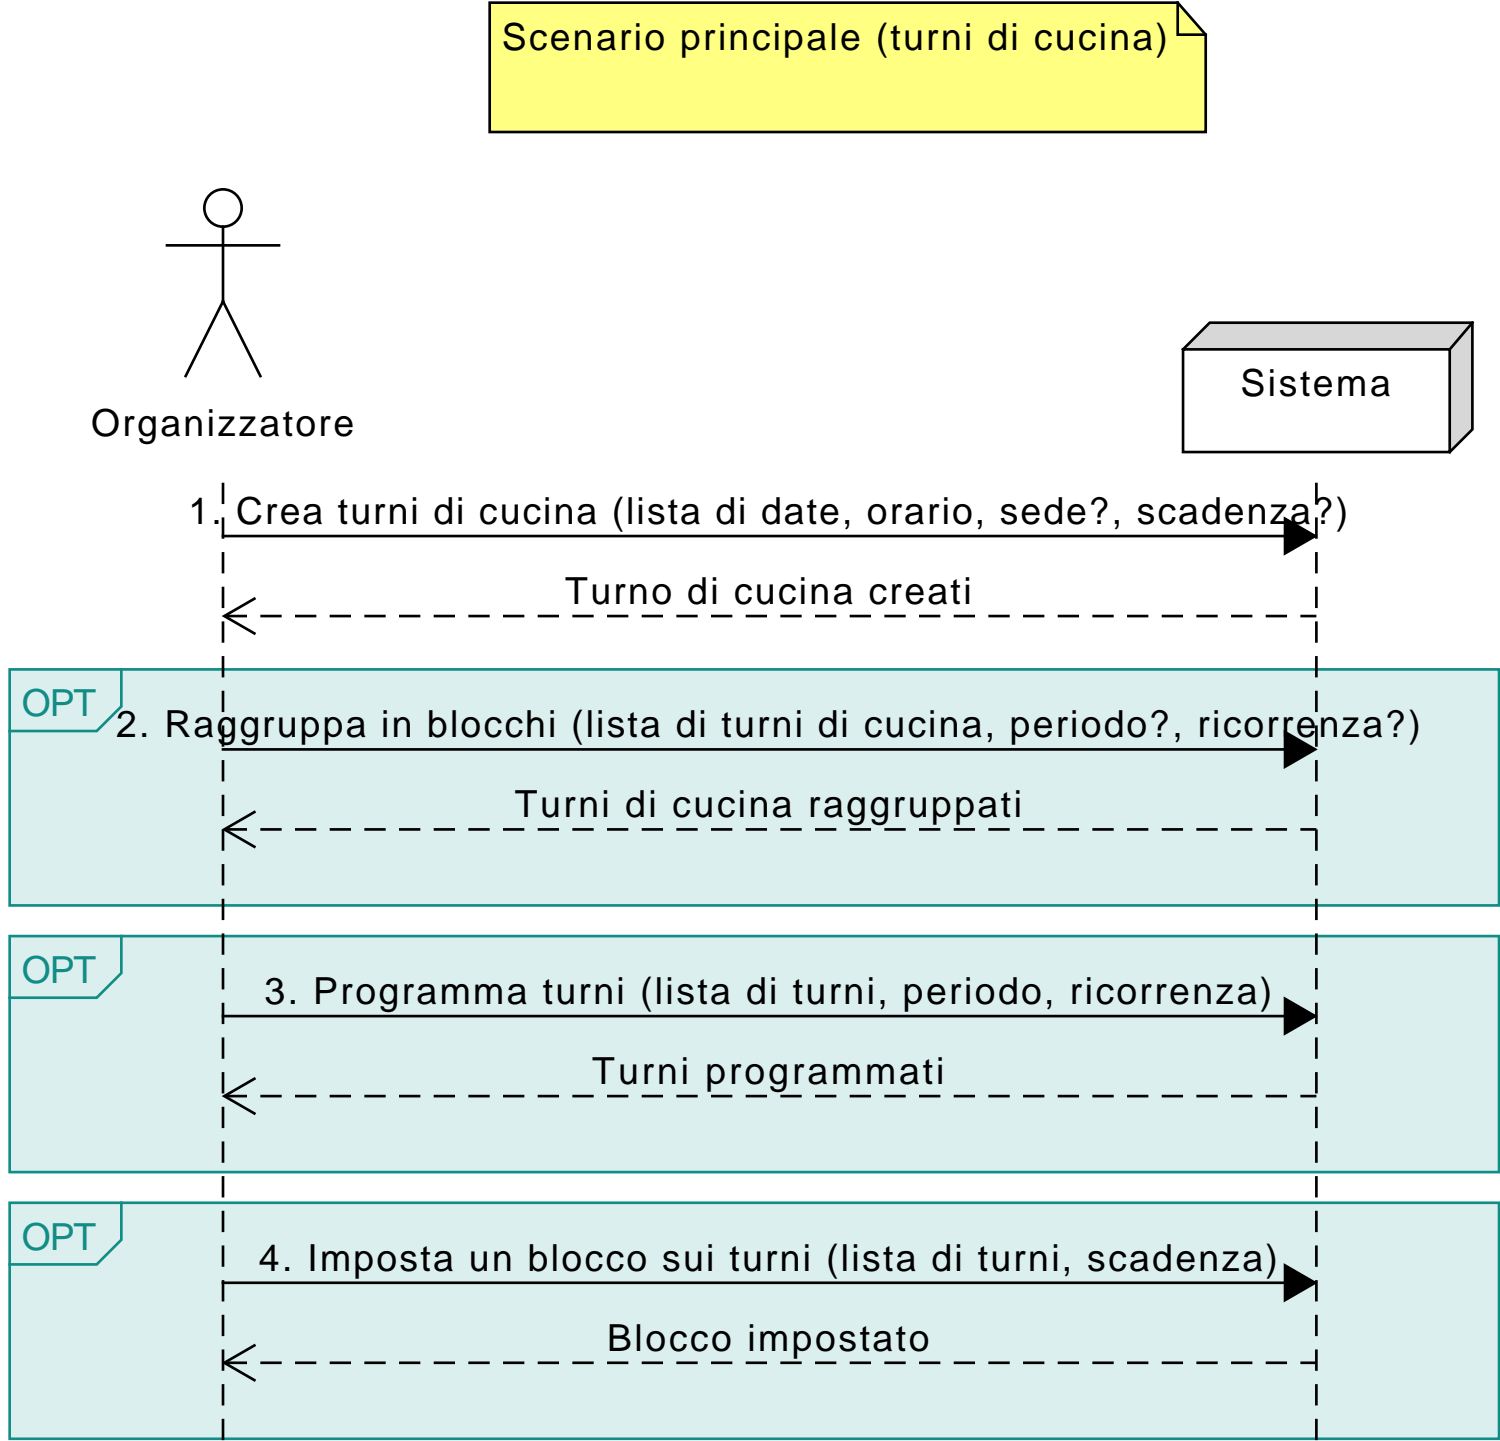 Scenario principale (turni di cucina)
Organizzatore
Sistema
1. Crea turni di cucina (lista di date, orario, sede?, scadenza?)
Turno di cucina creati
OPT
2. Raggruppa in blocchi (lista di turni di cucina, periodo?, ricorrenza?)
Turni di cucina raggruppati
OPT
3. Programma turni (lista di turni, periodo, ricorrenza)
Turni programmati
OPT
4. Imposta un blocco sui turni (lista di turni, scadenza)
Blocco impostato